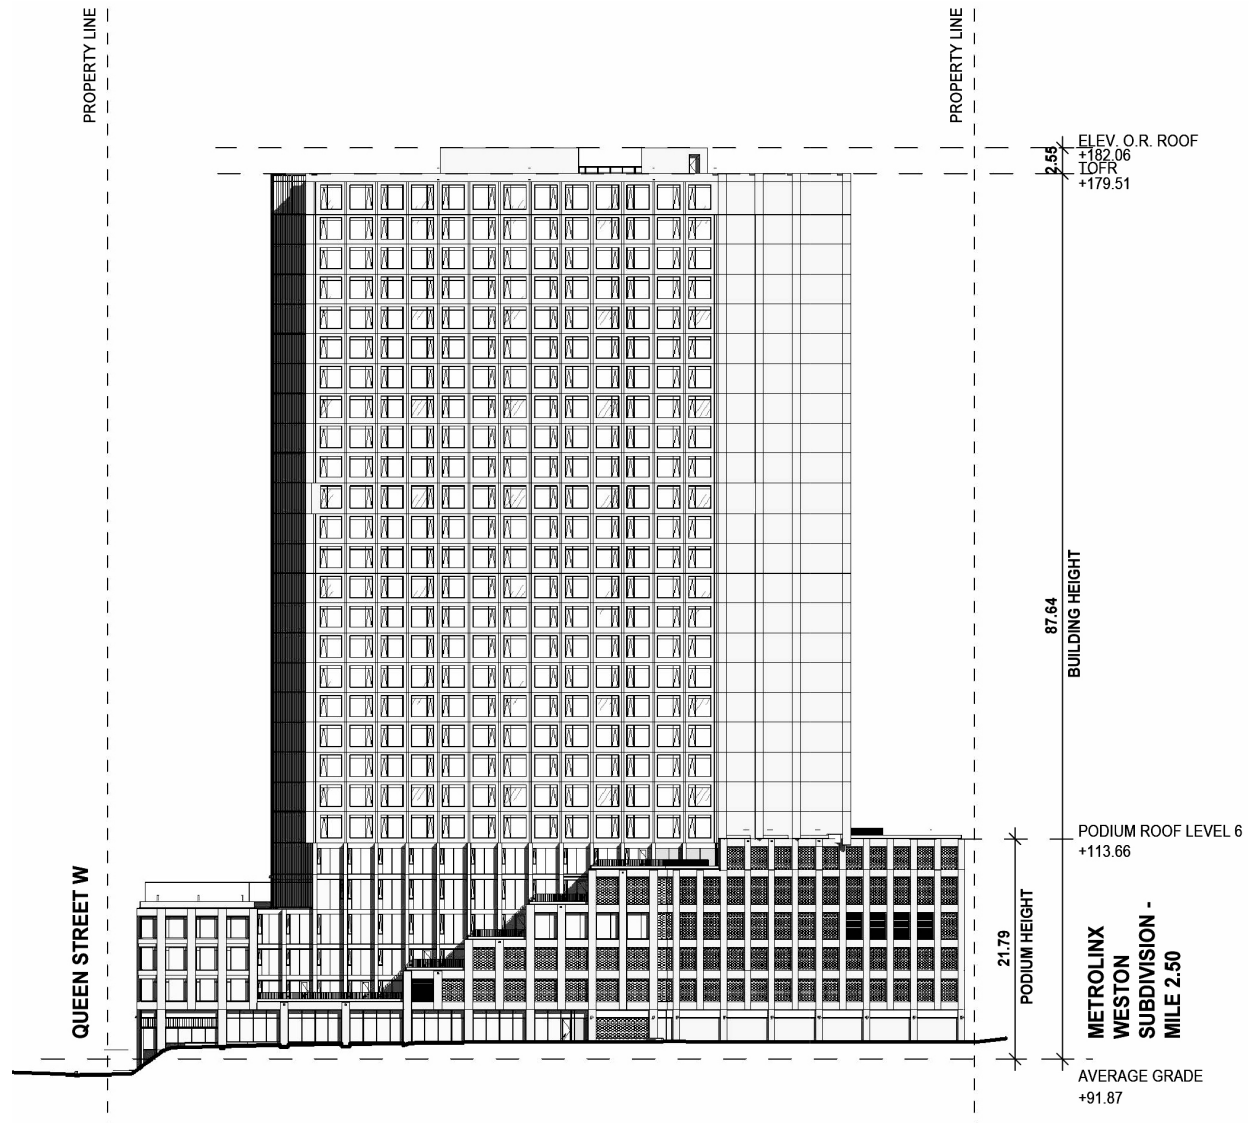 PROPERTY LINE
PROPERTY LINE
ELEV. O.R. ROOF
+182.06
2.55
TOFR
+179.51
87.64
BUILDING HEIGHT
PODIUM ROOF LEVEL 6
+113.66
QUEEN STREET W
21.79
PODIUM HEIGHT
METROLINX
WESTON
SUBDIVISION -
MILE 2.50
AVERAGE GRADE
+91.87